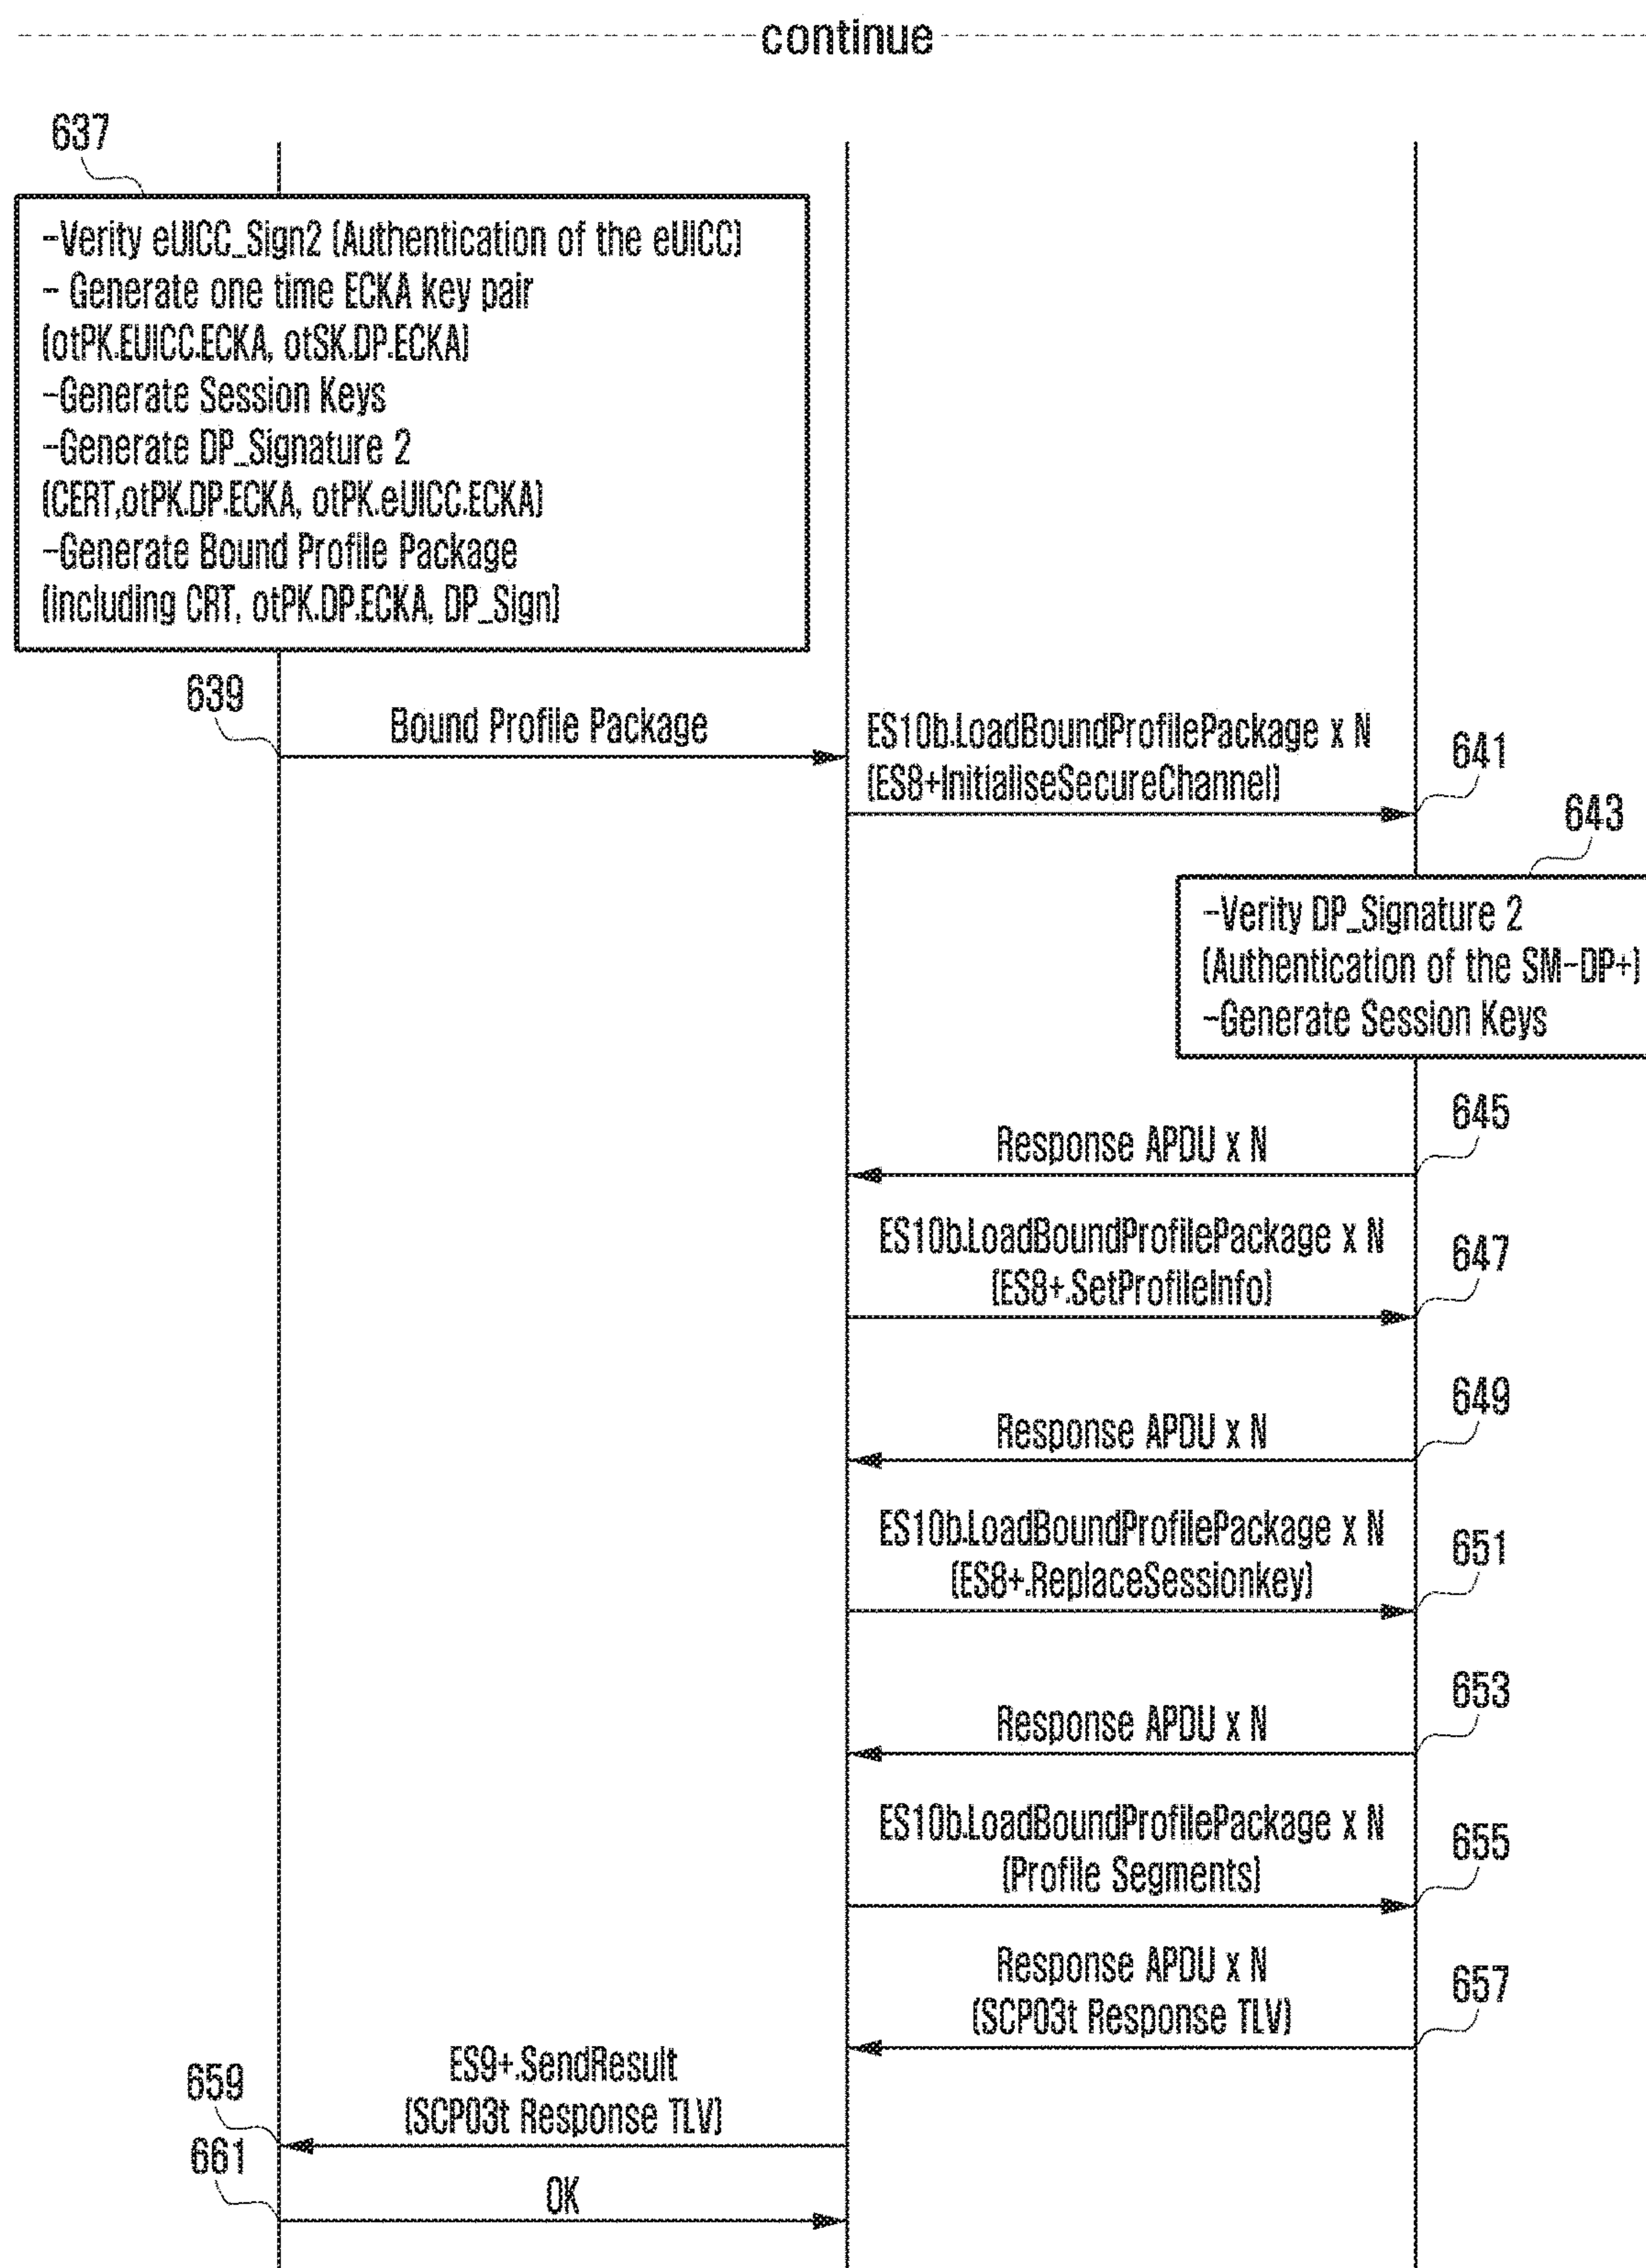 continue
637
-Verity eUICC_Sign2 (Authentication of the eUICC)
- Generate one time ECKA key pair
(otPK.EUICC.ECKA, otSK.DP.ECKA)
-Generate Session Keys
-Generate DP_Signature 2
(CERT,otPK.DP.ECKA, otPK.eUICC.ECKA)
-Generate Bound Profile Package
(including CRT, otPK.DP.ECKA, DP_Sign)
639
Bound Profile Package
ES10b.LoadBoundProfilePackage x N
(ES8+InitialiseSecureChannel)
641
643
-Verity DP_Signature 2
(Authentication of the SM-DP+)
-Generate Session Keys
645
Response APDU x N
ES10b.LoadBoundProfilePackage x N
(ES8+.SetProfileInfo)
647
649
Response APDU x N
ES10b.LoadBoundProfilePackage x N
(ES8+.ReplaceSessionkey)
651
653
Response APDU x N
ES10b.LoadBoundProfilePackage x N
(Profile Segments)
655
Response APDU x N
(SCP03t Response TLV)
657
ES9+.SendResult
(SCP03t Response TLV)
659
661
OK